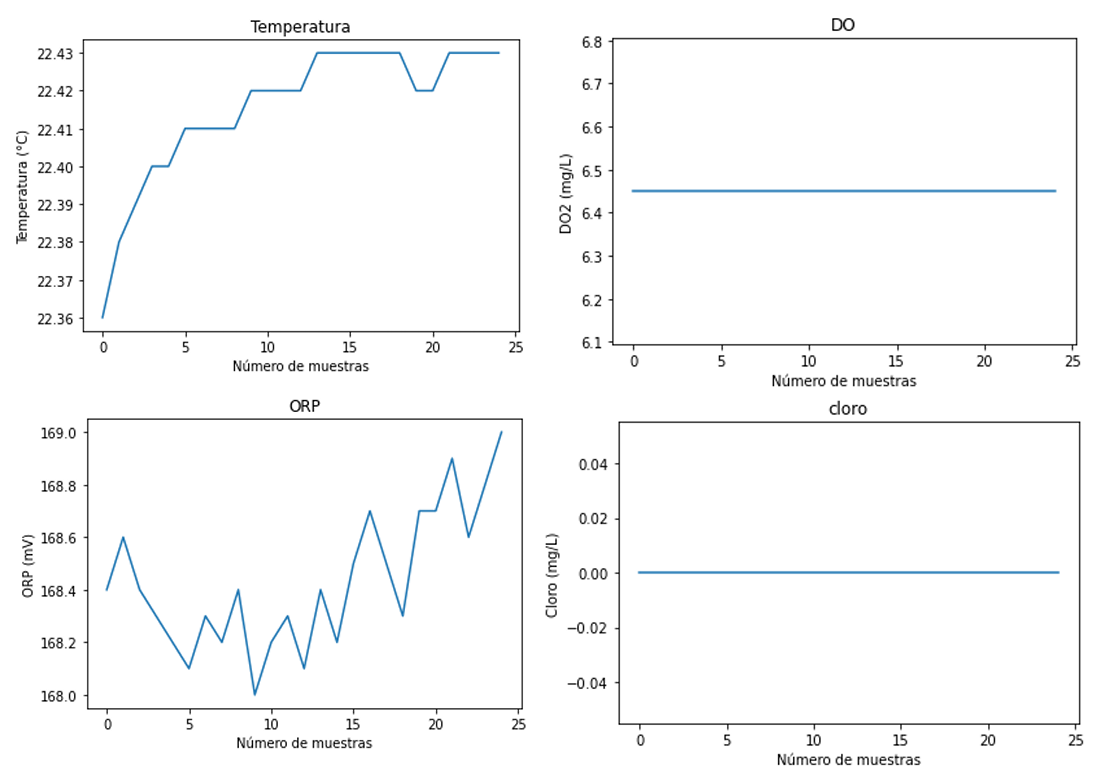 Temperatura
22.43
22.42
22.41
22.40
22.39
22.38
22.37
22.36
Temperatura (°C)
0 5 10 15 20 25
Número de muestras
DO
6.8
6.7
6.6
6.5
6.4
6.3
6.2
6.1
DO2 (mg/L)
0 5 10 15 20 25
Número de muestras
ORP
169.0
168.8
168.6
168.4
168.2
168.0
ORP (mV)
0 5 10 15 20 25
Número de muestras
cloro
0.04
0.02
0.00
−0.02
−0.04
Cloro (mg/L)
0 5 10 15 20 25
Número de muestras